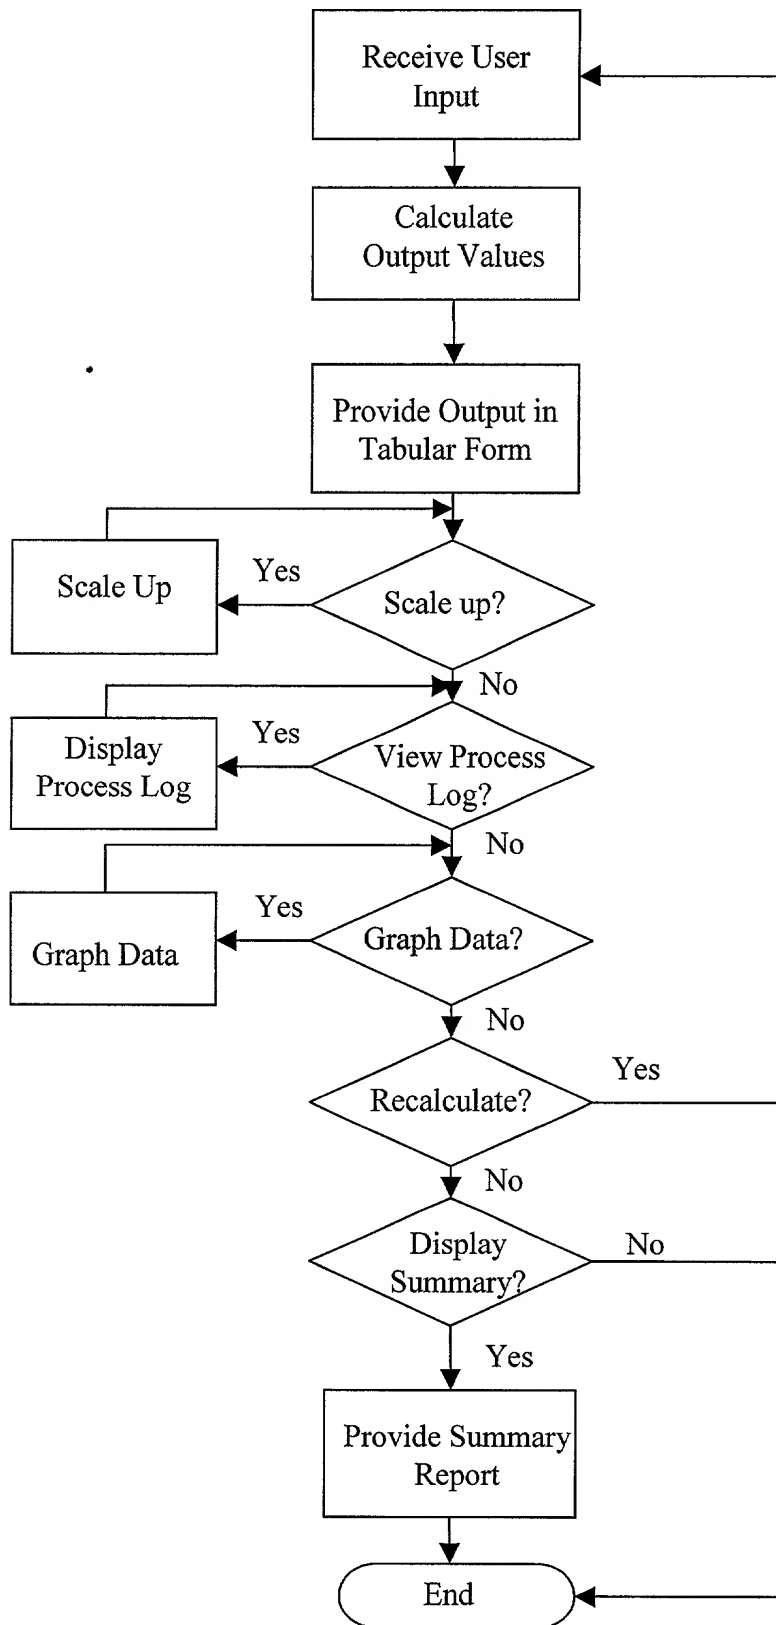 Receive User
Input
Calculate
Output Values
Provide Output in
Tabular Form
Scale Up
Yes
Scale up?
No
Display
Process Log
Yes
View Process
Log?
No
Graph Data
Yes
Graph Data?
No
Recalculate?
Yes
No
Display
Summary?
No
Yes
Provide Summary
Report
End